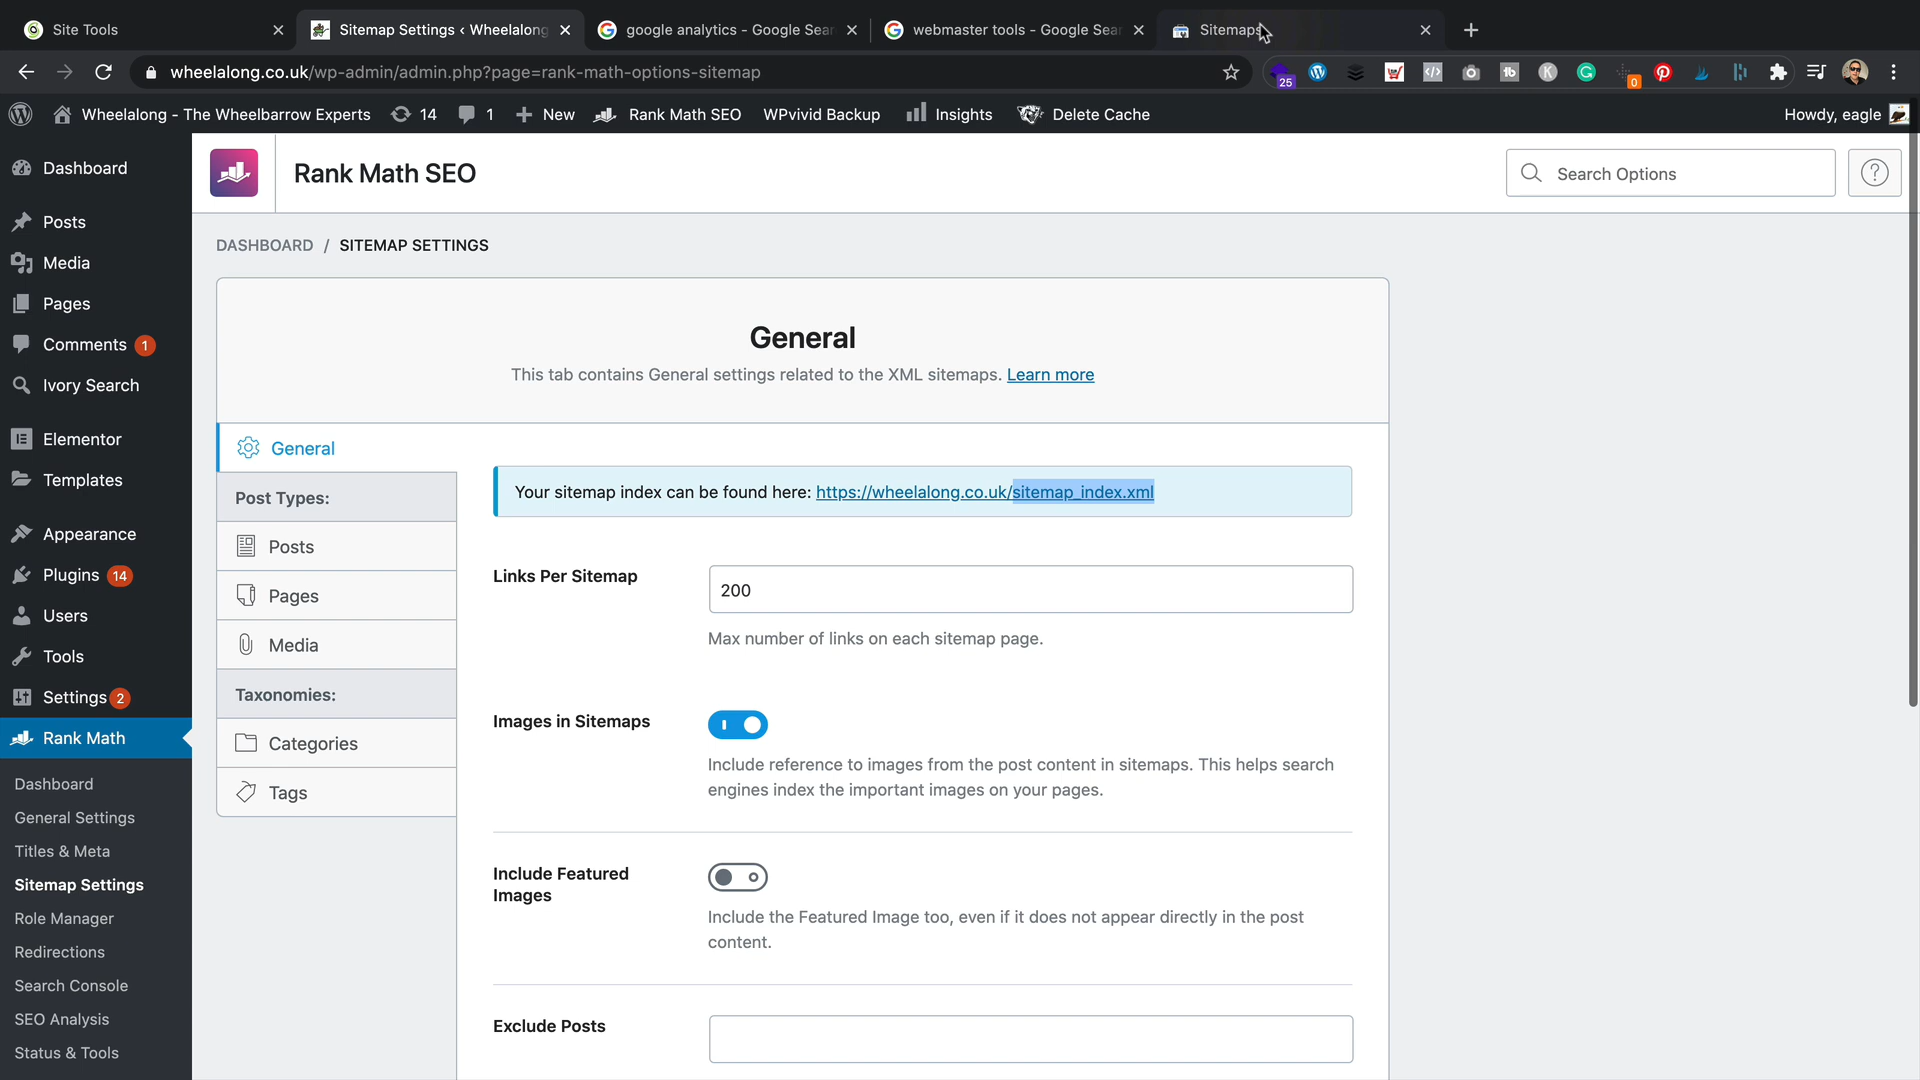 Site Tools
Sitemap Settings ‹ Wheelalong
google analytics - Google Sear
webmaster tools - Google Sear
Sitemaps
wheelalong.co.uk/wp-admin/admin.php?page=rank-math-options-sitemap
25
0
Wheelalong - The Wheelbarrow Experts
14
1
New
Rank Math SEO
WPvivid Backup
Insights
Delete Cache
Howdy, eagle
Dashboard
Posts
Media
Pages
Comments 1
Ivory Search
Elementor
Templates
Appearance
Plugins 14
Users
Tools
Settings 2
Rank Math
Dashboard
General Settings
Titles & Meta
Sitemap Settings
Role Manager
Redirections
Search Console
SEO Analysis
Status & Tools
Rank Math SEO
Search Options
?
DASHBOARD / SITEMAP SETTINGS
General
This tab contains General settings related to the XML sitemaps. Learn more
General
Post Types:
Posts
Pages
Media
Taxonomies:
Categories
Tags
Your sitemap index can be found here: https://wheelalong.co.uk/sitemap_index.xml
Links Per Sitemap
200
Max number of links on each sitemap page.
Images in Sitemaps
Include reference to images from the post content in sitemaps. This helps search
engines index the important images on your pages.
Include Featured
Images
Include the Featured Image too, even if it does not appear directly in the post
content.
Exclude Posts